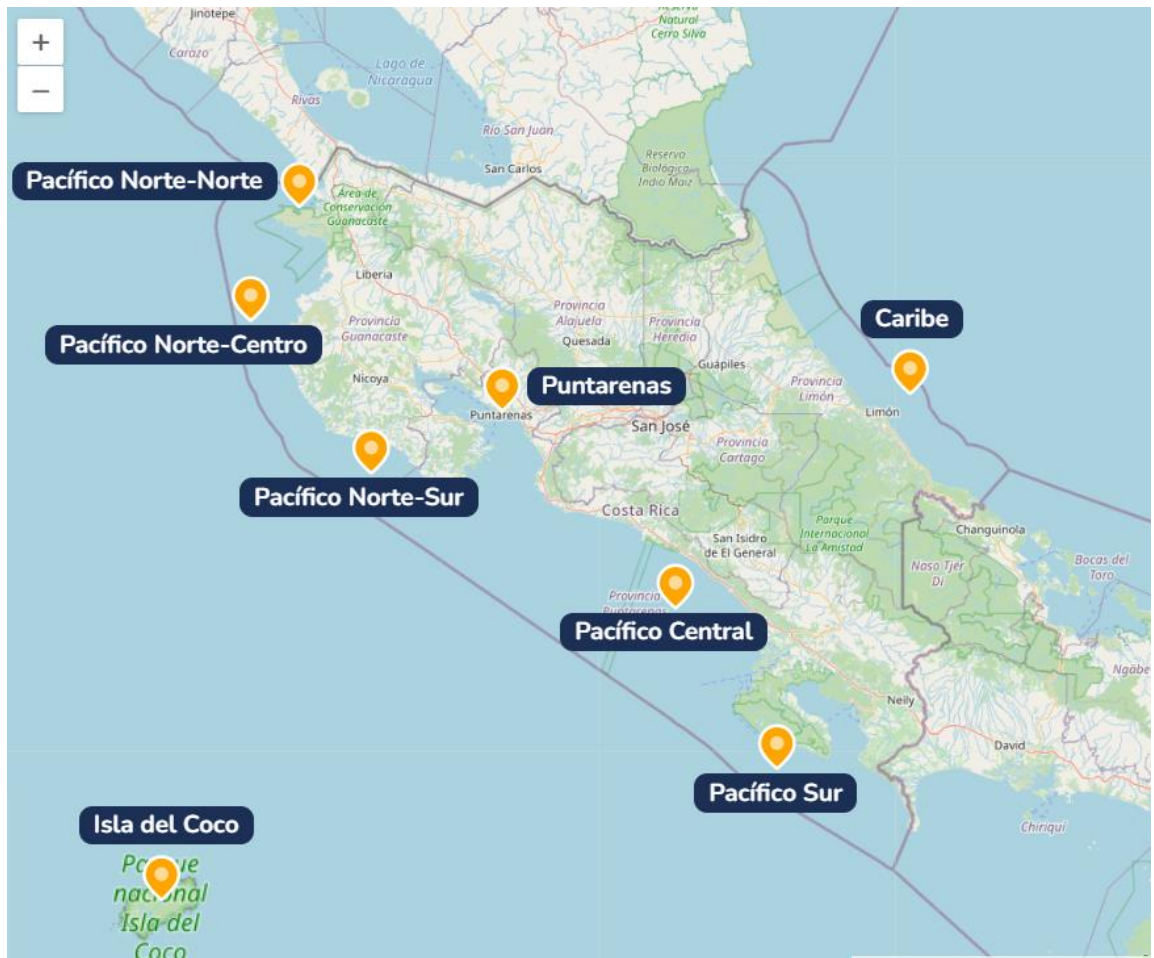 Jinotepe
Reserva
Natural
Cerro Silva
+
Carazo
Lago de
Nicaragua
−
Rivas
Río San Juan
San Carlos
Reserva
Biológica
Indio Maíz
Pacífico Norte-Norte
Área de
Conservación
Guanacaste
Liberia
Provincia
Alajuela
Caribe
Provincia
Guanacaste
Provincia
Heredia
Pacífico Norte-Centro
Quesada
Guápiles
Nicoya
Puntarenas
Provincia
Limón
Puntarenas
Limón
San José
Provincia
Cartago
Pacífico Norte-Sur
Costa Rica
Parque
Internacional
La Amistad
Changuinola
San Isidro
de El General
Naso Tjër
Di
Bocas del
Toro
Provincia
Puntarenas
Pacífico Central
Ngäbe
Neily
David
Pacífico Sur
Isla del Coco
Chiriquí
Parque
nacional
Isla del
Coco